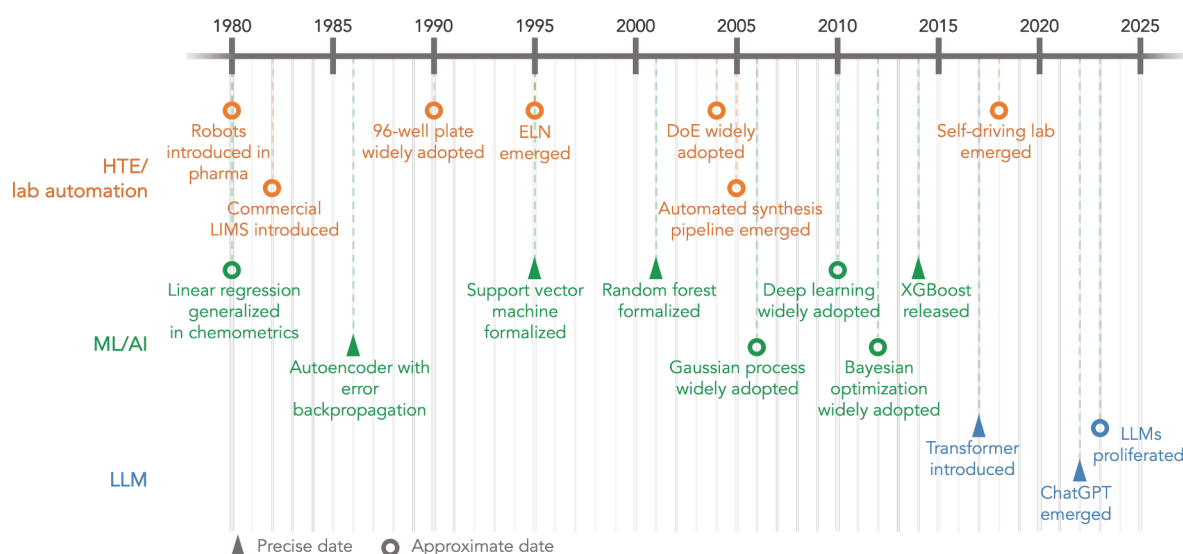 1980 1985 1990 1995 2000 2005 2010 2015 2020 2025
HTE/
lab automation
Robots
introduced in
pharma
Commercial
LIMS introduced
96-well plate
widely adopted
ELN
emerged
DoE widely
adopted
Automated synthesis
pipeline emerged
Self-driving lab
emerged
ML/AI
Linear regression
generalized
in chemometrics
Autoencoder with
error
backpropagation
Support vector
machine
formalized
Random forest
formalized
Gaussian process
widely adopted
Deep learning
widely adopted
Bayesian
optimization
widely adopted
XGBoost
released
LLM
Transformer
introduced
ChatGPT
emerged
LLMs
proliferated
Precise date
Approximate date